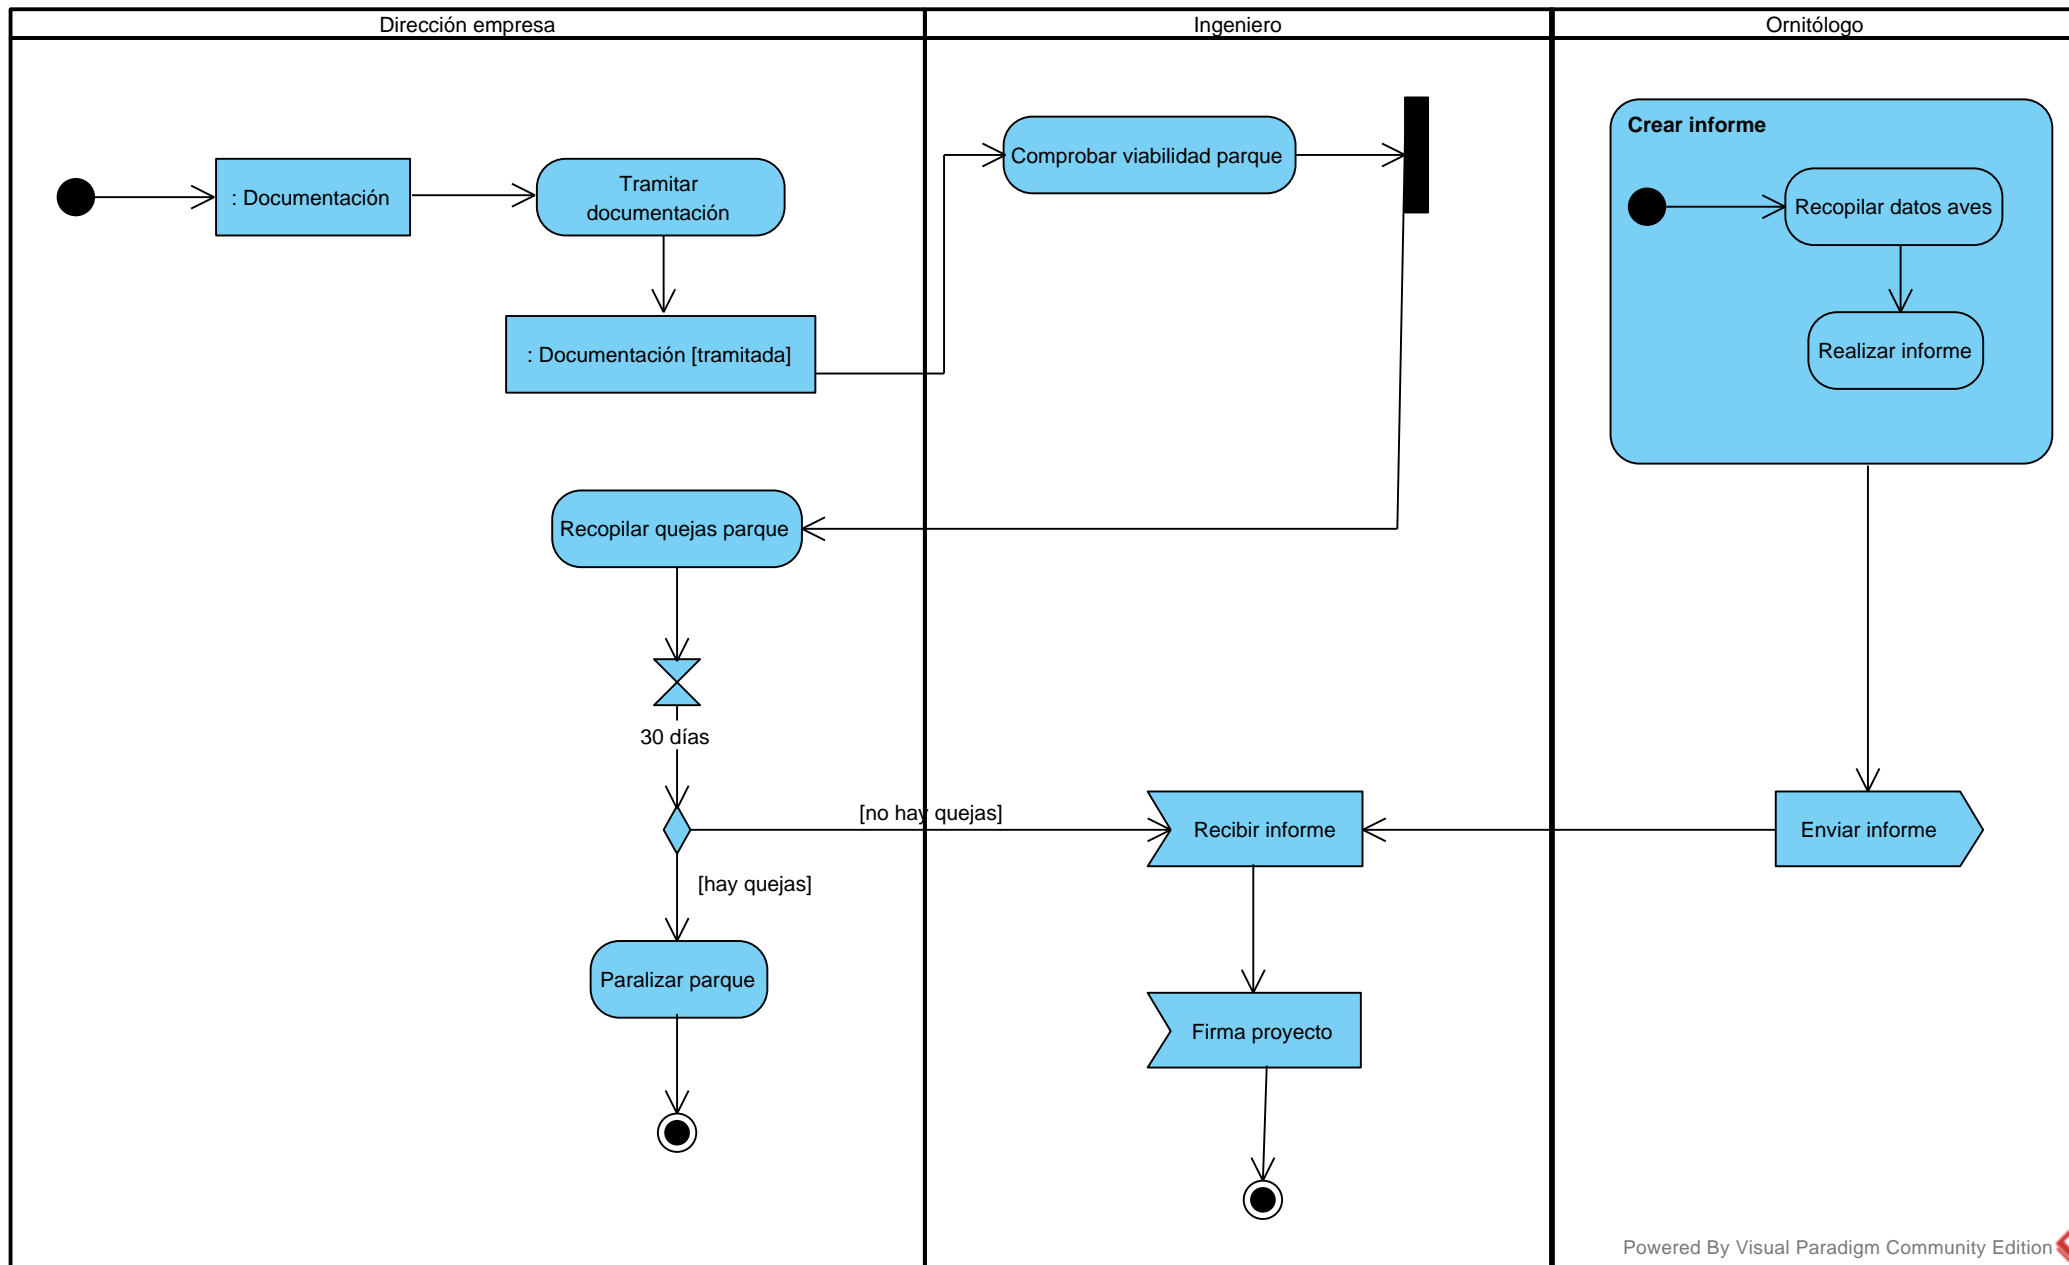 Dirección empresa
Ingeniero
Ornitólogo
: Documentación
Tramitar
documentación
: Documentación [tramitada]
Comprobar viabilidad parque
Crear informe
Recopilar datos aves
Realizar informe
Recopilar quejas parque
30 días
[no hay quejas]
[hay quejas]
Recibir informe
Enviar informe
Paralizar parque
Firma proyecto
Powered By Visual Paradigm Community Edition